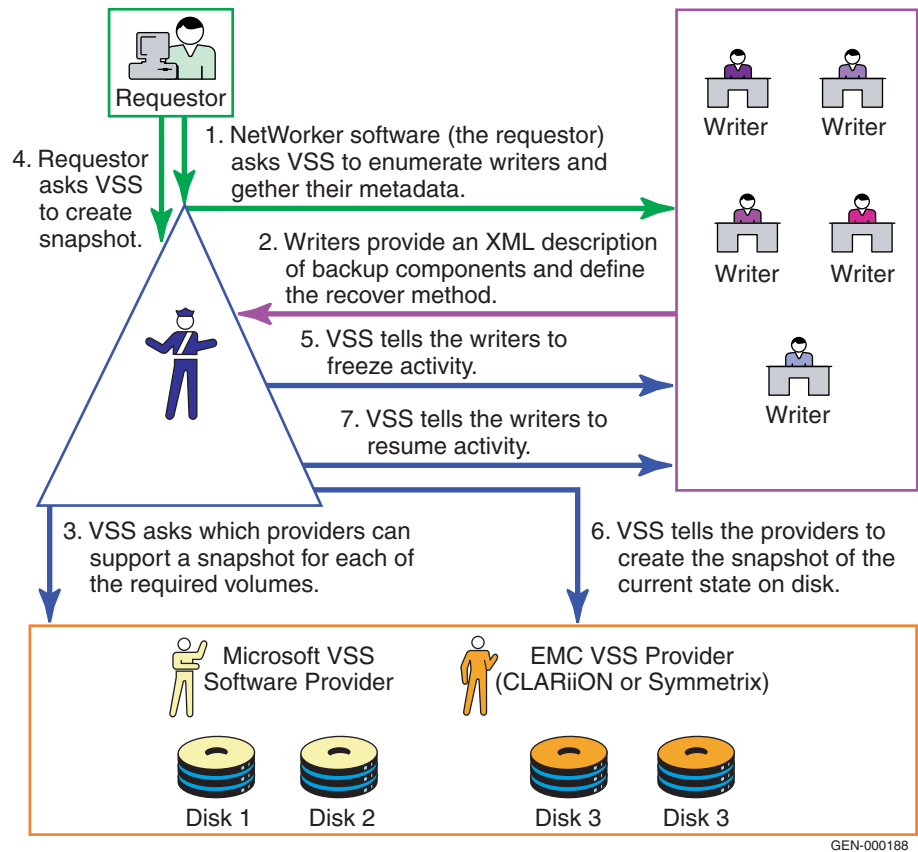 Requestor
1. NetWorker software (the requestor)
asks VSS to enumerate writers and
gether their metadata.
4. Requestor
asks VSS
to create
snapshot.
Writer
Writer
Writer
Writer
Writer
2. Writers provide an XML description
of backup components and define
the recover method.
5. VSS tells the writers to
freeze activity.
7. VSS tells the writers to
resume activity.
3. VSS asks which providers can
support a snapshot for each of
the required volumes.
6. VSS tells the providers to
create the snapshot of the
current state on disk.
Microsoft VSS
Software Provider
EMC VSS Provider
(CLARiiON or Symmetrix)
Disk 1
Disk 2
Disk 3
Disk 3
GEN-000188